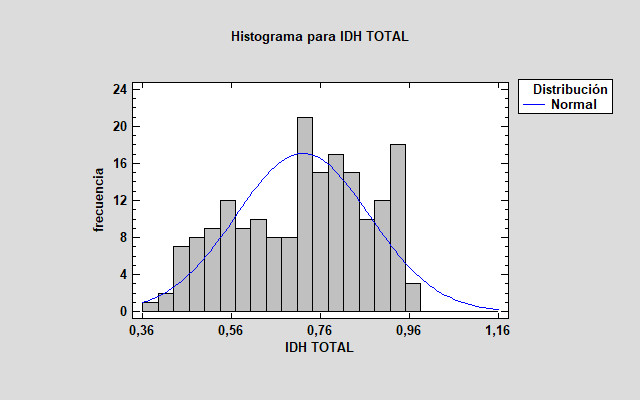 Histograma para IDH TOTAL
Distribución
Normal
24
20
16
12
8
4
0
frecuencia
0,36 0,56 0,76 0,96 1,16
IDH TOTAL